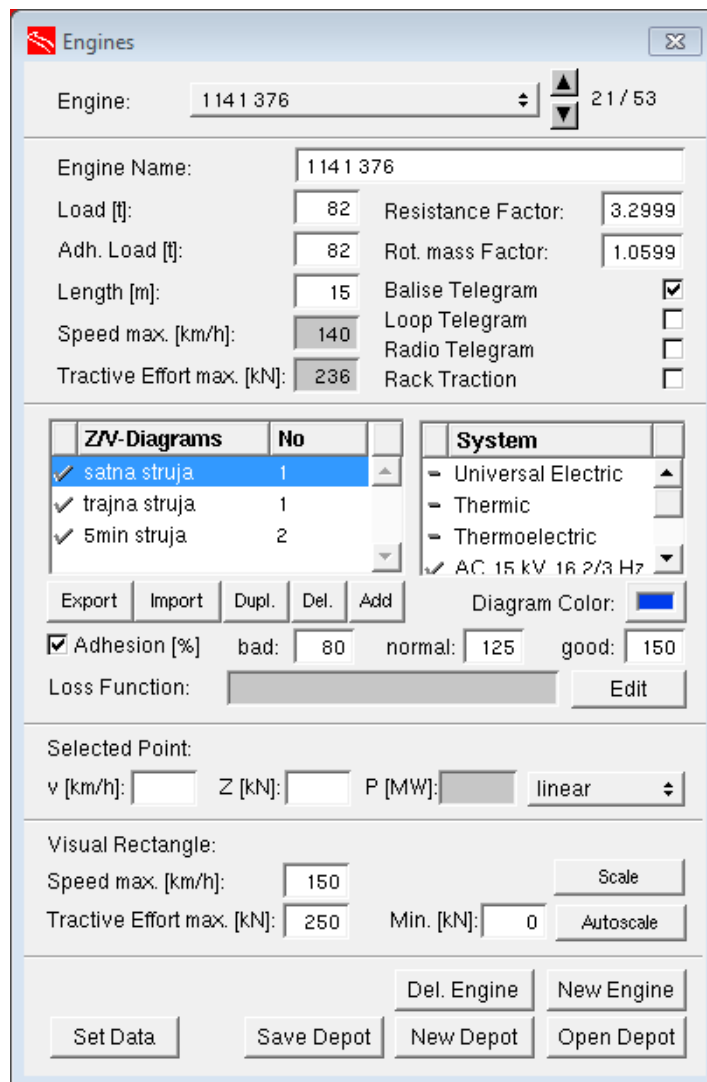 Engines
Engine: 1141 376 21 / 53
Engine Name: 1141 376
Load [t]: 82 Resistance Factor: 3.2999
Adh. Load [t]: 82 Rot. mass Factor: 1.0599
Length [m]: 15 Balise Telegram
Speed max. [km/h]: 140 Loop Telegram
Radio Telegram
Tractive Effort max. [kN]: 236 Rack Traction
Z/V-Diagrams No System
satna struja 1 Universal Electric
trajna struja 1 Thermic
5min struja 2 Thermoelectric
AC 15 kV 16 2/3 Hz
Export Import Dupl. Del. Add Diagram Color:
Adhesion [%] bad: 80 normal: 125 good: 150
Loss Function: Edit
Selected Point:
v [km/h]: Z [kN]: P [MW]: linear
Visual Rectangle:
Speed max. [km/h]: 150 Scale
Tractive Effort max. [kN]: 250 Min. [kN]: 0 Autoscale
Del. Engine New Engine
Set Data Save Depot New Depot Open Depot